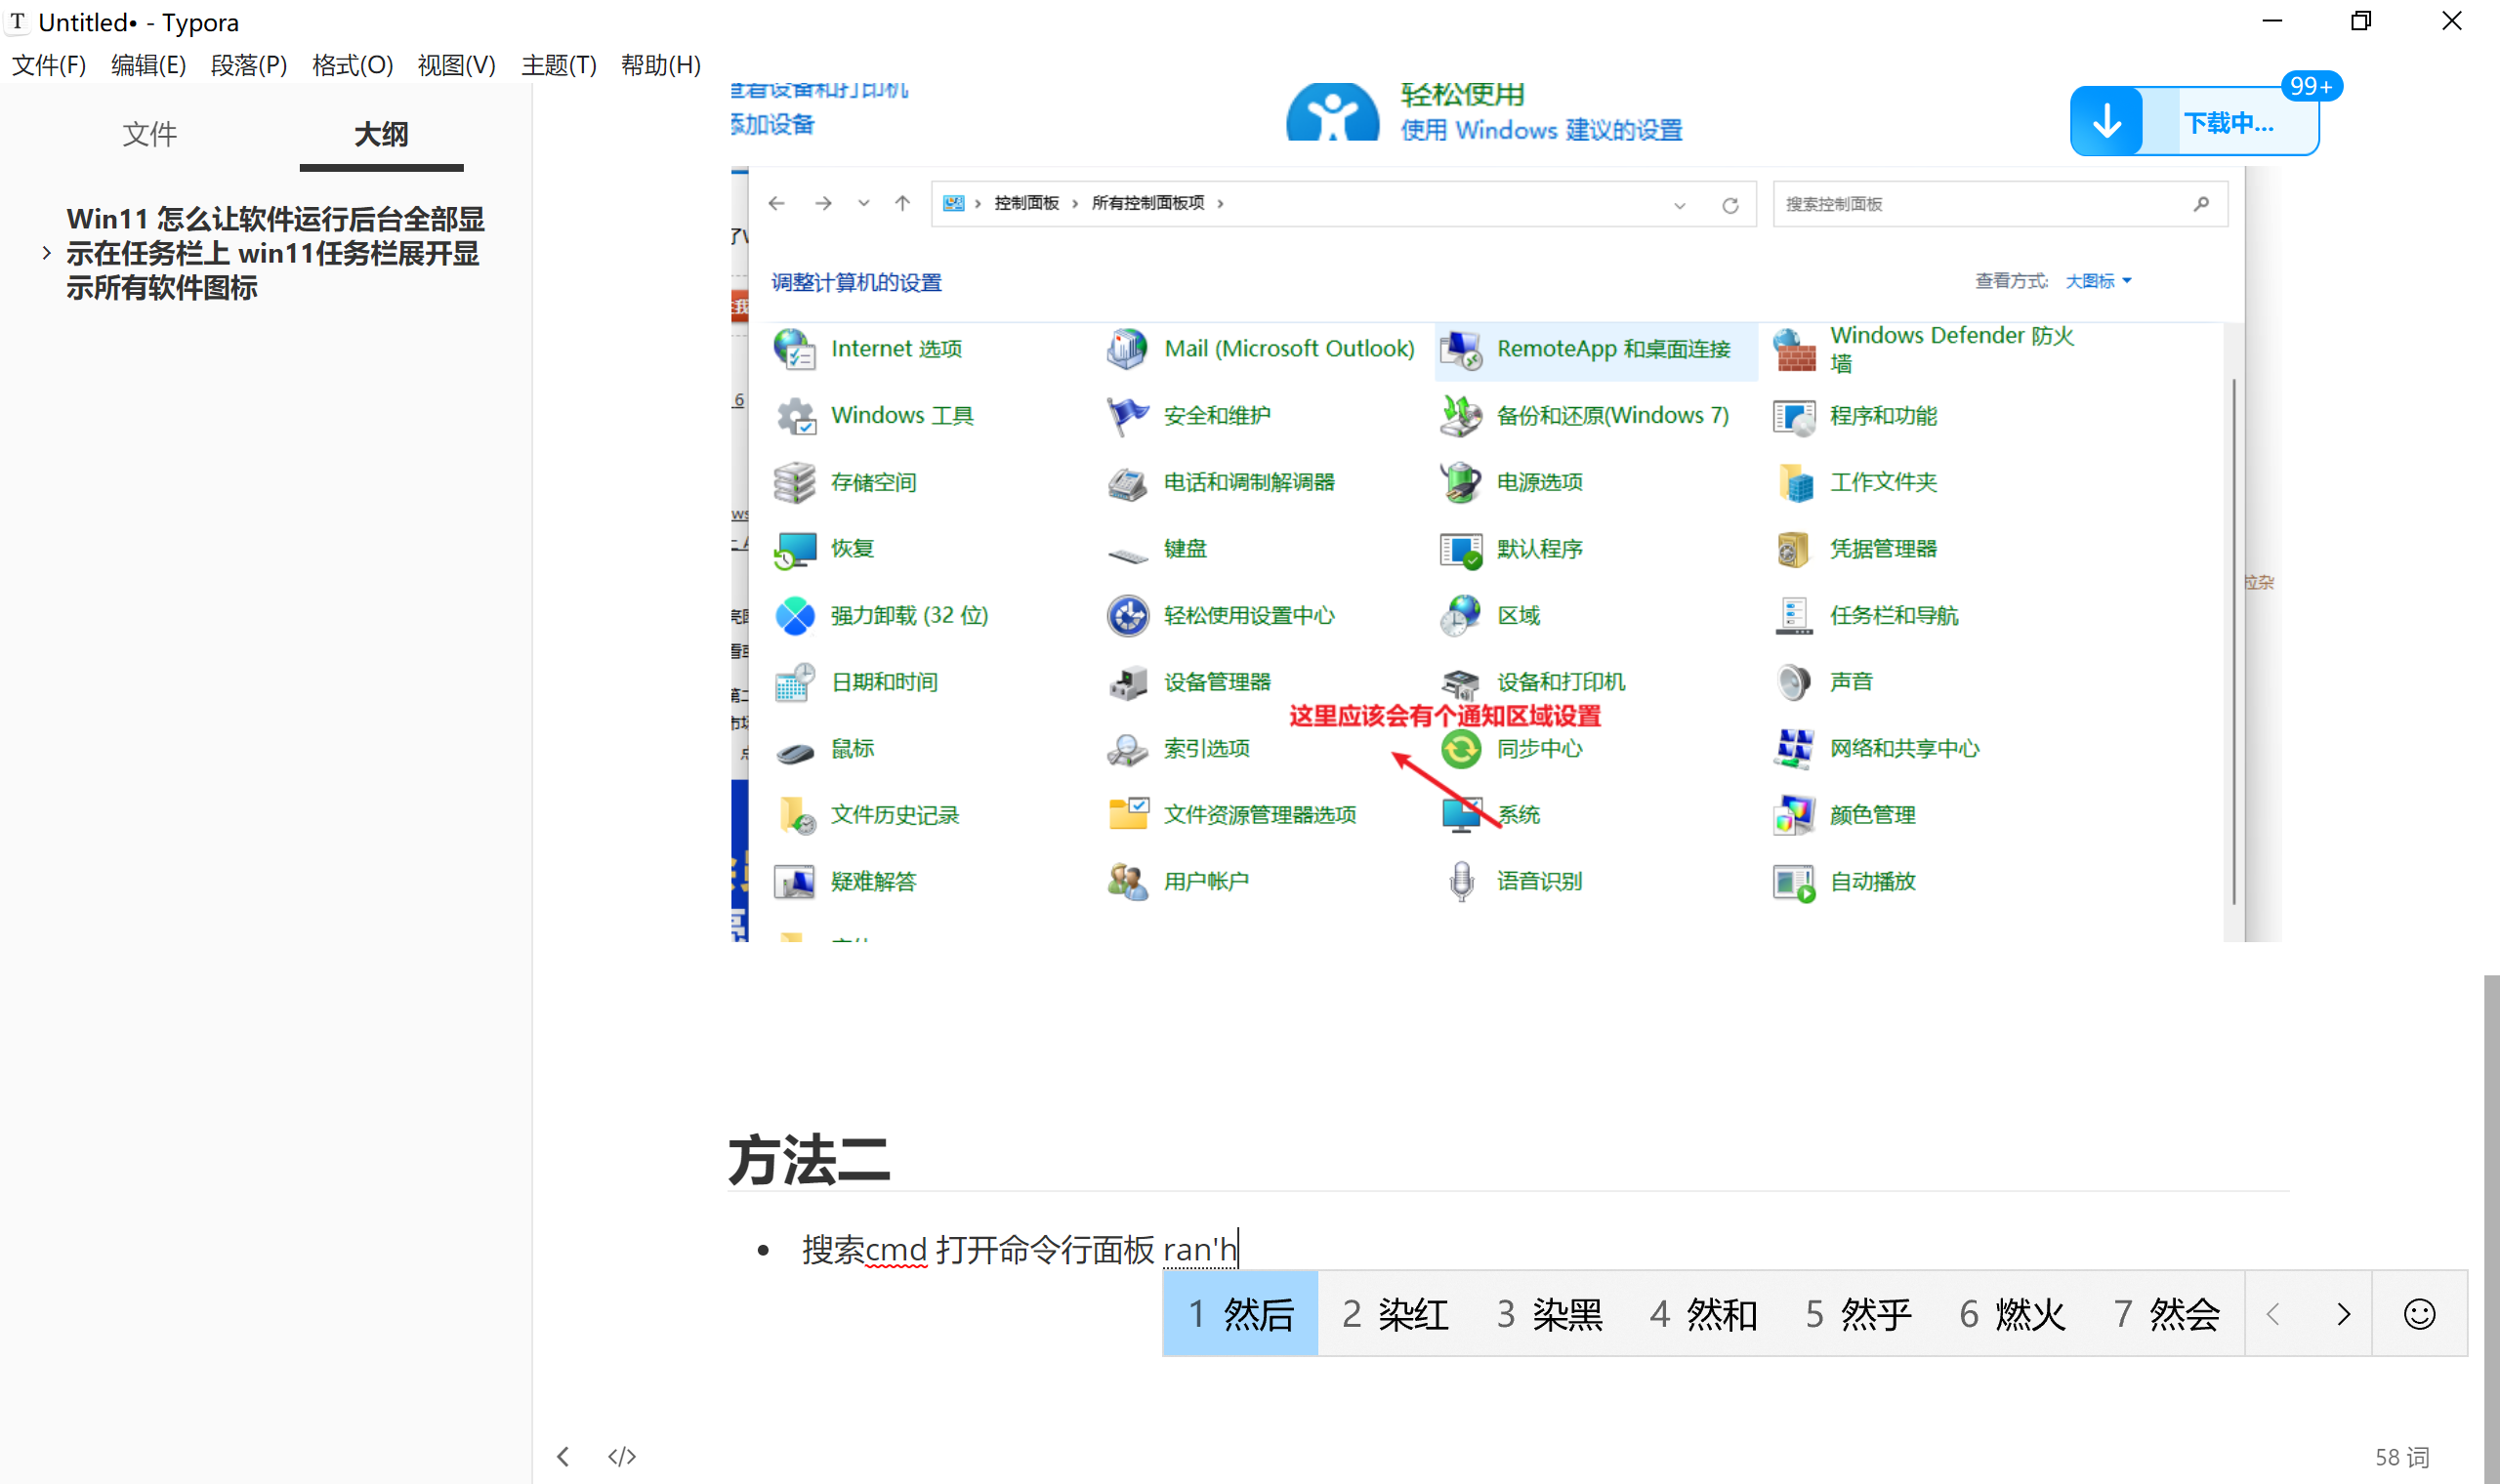 Untitled• - Typora
文件(F) 编辑(E) 段落(P) 格式(O) 视图(V) 主题(T) 帮助(H)
查看设备和打印机
添加设备
轻松使用
使用 Windows 建议的设置
99+
下载中...
文件 大纲
Win11 怎么让软件运行后台全部显
示在任务栏上 win11任务栏展开显
示所有软件图标
控制面板 › 所有控制面板项 ›
搜索控制面板
调整计算机的设置
查看方式: 大图标
Internet 选项
Mail (Microsoft Outlook)
RemoteApp 和桌面连接
Windows Defender 防火
墙
Windows 工具
安全和维护
备份和还原(Windows 7)
程序和功能
存储空间
电话和调制解调器
电源选项
工作文件夹
恢复
键盘
默认程序
凭据管理器
强力卸载 (32 位)
轻松使用设置中心
区域
任务栏和导航
日期和时间
设备管理器
设备和打印机
声音
这里应该会有个通知区域设置
鼠标
索引选项
同步中心
网络和共享中心
文件历史记录
文件资源管理器选项
系统
颜色管理
疑难解答
用户帐户
语音识别
自动播放
方法二
• 搜索cmd 打开命令行面板 ran'h
1 然后 2 染红 3 染黑 4 然和 5 然乎 6 燃火 7 然会
58 词